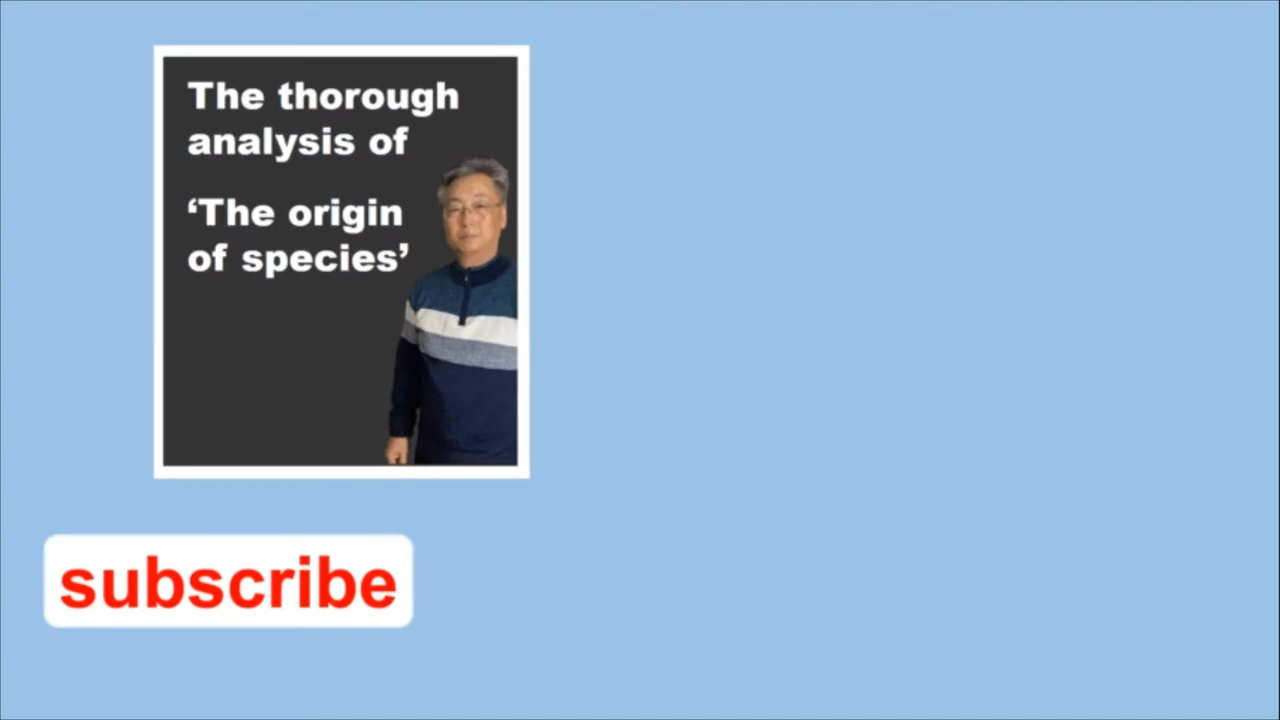 The thorough
analysis of
‘The origin
of species’
subscribe